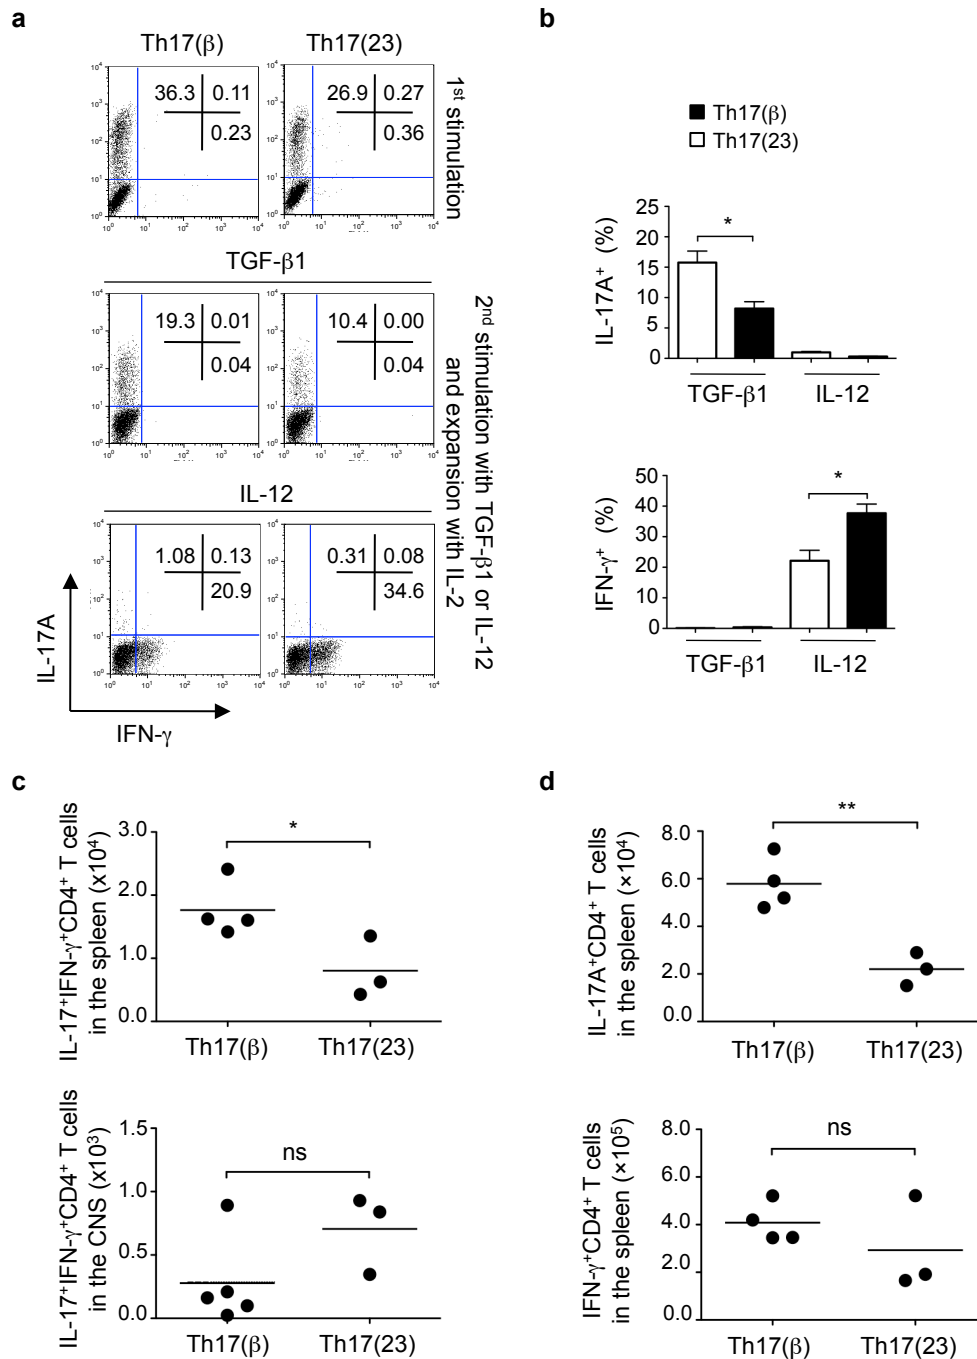 a
Th17(β) Th17(23)
36.3 0.11
0.23
26.9 0.27
0.36
1st stimulation
TGF-β1
19.3 0.01
0.04
10.4 0.00
0.04
IL-12
1.08 0.13
20.9
0.31 0.08
34.6
2nd stimulation with TGF-β1 or IL-12
and expansion with IL-2
IL-17A
IFN-γ
b
Th17(β)
Th17(23)
IL-17A+ (%)
25
20
15
10
5
0
*
TGF-β1 IL-12
IFN-γ+ (%)
50
40
30
20
10
0
*
TGF-β1 IL-12
c
IL-17+IFN-γ+CD4+ T cells
in the spleen (x104)
3.0
2.0
1.0
0.0
*
Th17(β) Th17(23)
IL-17+IFN-γ+CD4+ T cells
in the CNS (x103)
1.5
1.0
0.5
0.0
ns
Th17(β) Th17(23)
d
IL-17A+CD4+ T cells
in the spleen (×104)
8.0
6.0
4.0
2.0
0.0
**
Th17(β) Th17(23)
IFN-γ+CD4+ T cells
in the spleen (×105)
8.0
6.0
4.0
2.0
0.0
ns
Th17(β) Th17(23)